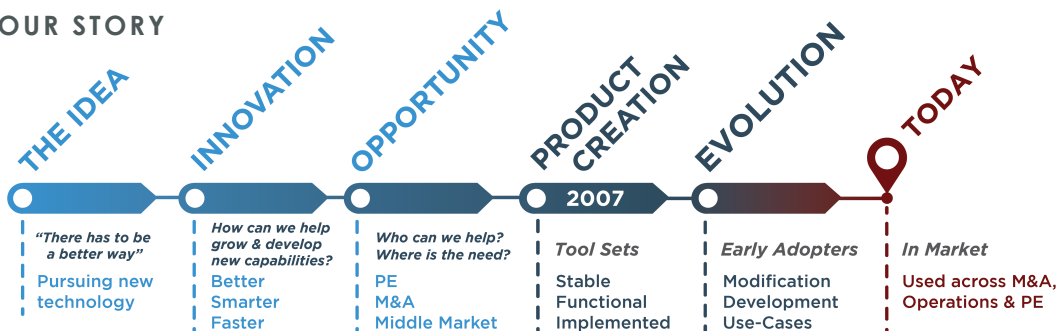 OUR STORY
THE IDEA
INNOVATION
OPPORTUNITY
PRODUCT
CREATION
EVOLUTION
TODAY
2007
“There has to be
a better way”
Pursuing new
technology
How can we help
grow & develop
new capabilities?
Better
Smarter
Faster
Who can we help?
Where is the need?
PE
M&A
Middle Market
Tool Sets
Stable
Functional
Implemented
Early Adopters
Modification
Development
Use-Cases
In Market
Used across M&A,
Operations & PE